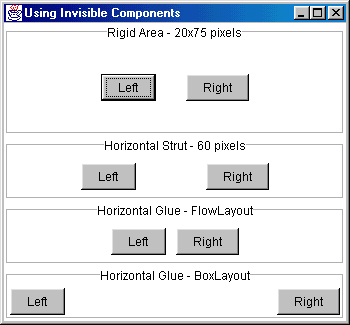 Using Invisible Components
Rigid Area - 20x75 pixels
Left Right
Horizontal Strut - 60 pixels
Left Right
Horizontal Glue - FlowLayout
Left Right
Horizontal Glue - BoxLayout
Left Right